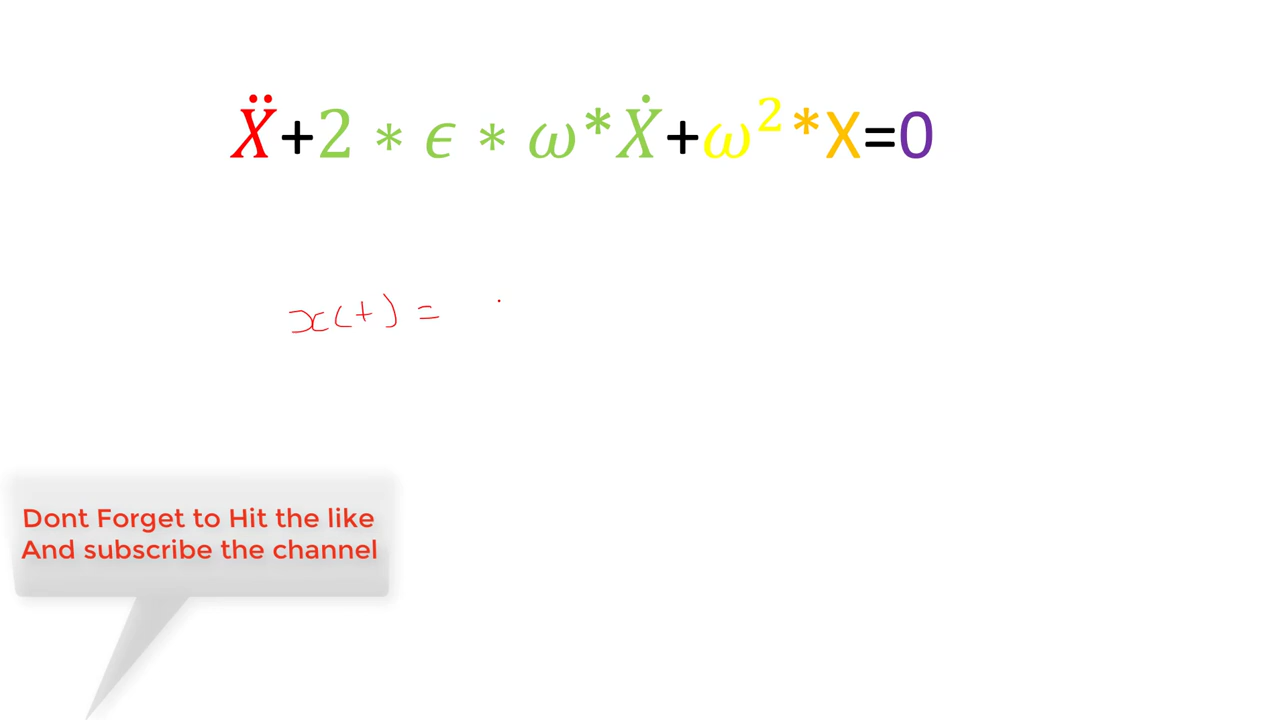 Ẍ+2 ∗ ϵ ∗ ω*Ẋ+ω²*X=0
x(t) =
Dont Forget to Hit the like
And subscribe the channel